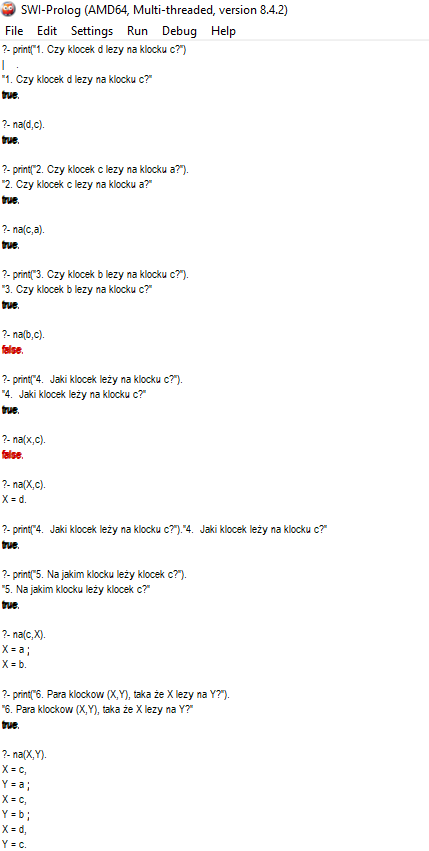 SWI-Prolog (AMD64, Multi-threaded, version 8.4.2)
File Edit Settings Run Debug Help
?- print("1. Czy klocek d lezy na klocku c?")
| .
"1. Czy klocek d lezy na klocku c?"
true.
?- na(d,c).
true.
?- print("2. Czy klocek c lezy na klocku a?").
"2. Czy klocek c lezy na klocku a?"
true.
?- na(c,a).
true.
?- print("3. Czy klocek b lezy na klocku c?").
"3. Czy klocek b lezy na klocku c?"
true.
?- na(b,c).
false.
?- print("4.  Jaki klocek leży na klocku c?").
"4.  Jaki klocek leży na klocku c?"
true.
?- na(x,c).
false.
?- na(X,c).
X = d.
?- print("4.  Jaki klocek leży na klocku c?")."4.  Jaki klocek leży na klocku c?"
true.
?- print("5. Na jakim klocku leży klocek c?").
"5. Na jakim klocku leży klocek c?"
true.
?- na(c,X).
X = a ;
X = b.
?- print("6. Para klockow (X,Y), taka że X lezy na Y?").
"6. Para klockow (X,Y), taka że X lezy na Y?"
true.
?- na(X,Y).
X = c,
Y = a ;
X = c,
Y = b ;
X = d,
Y = c.